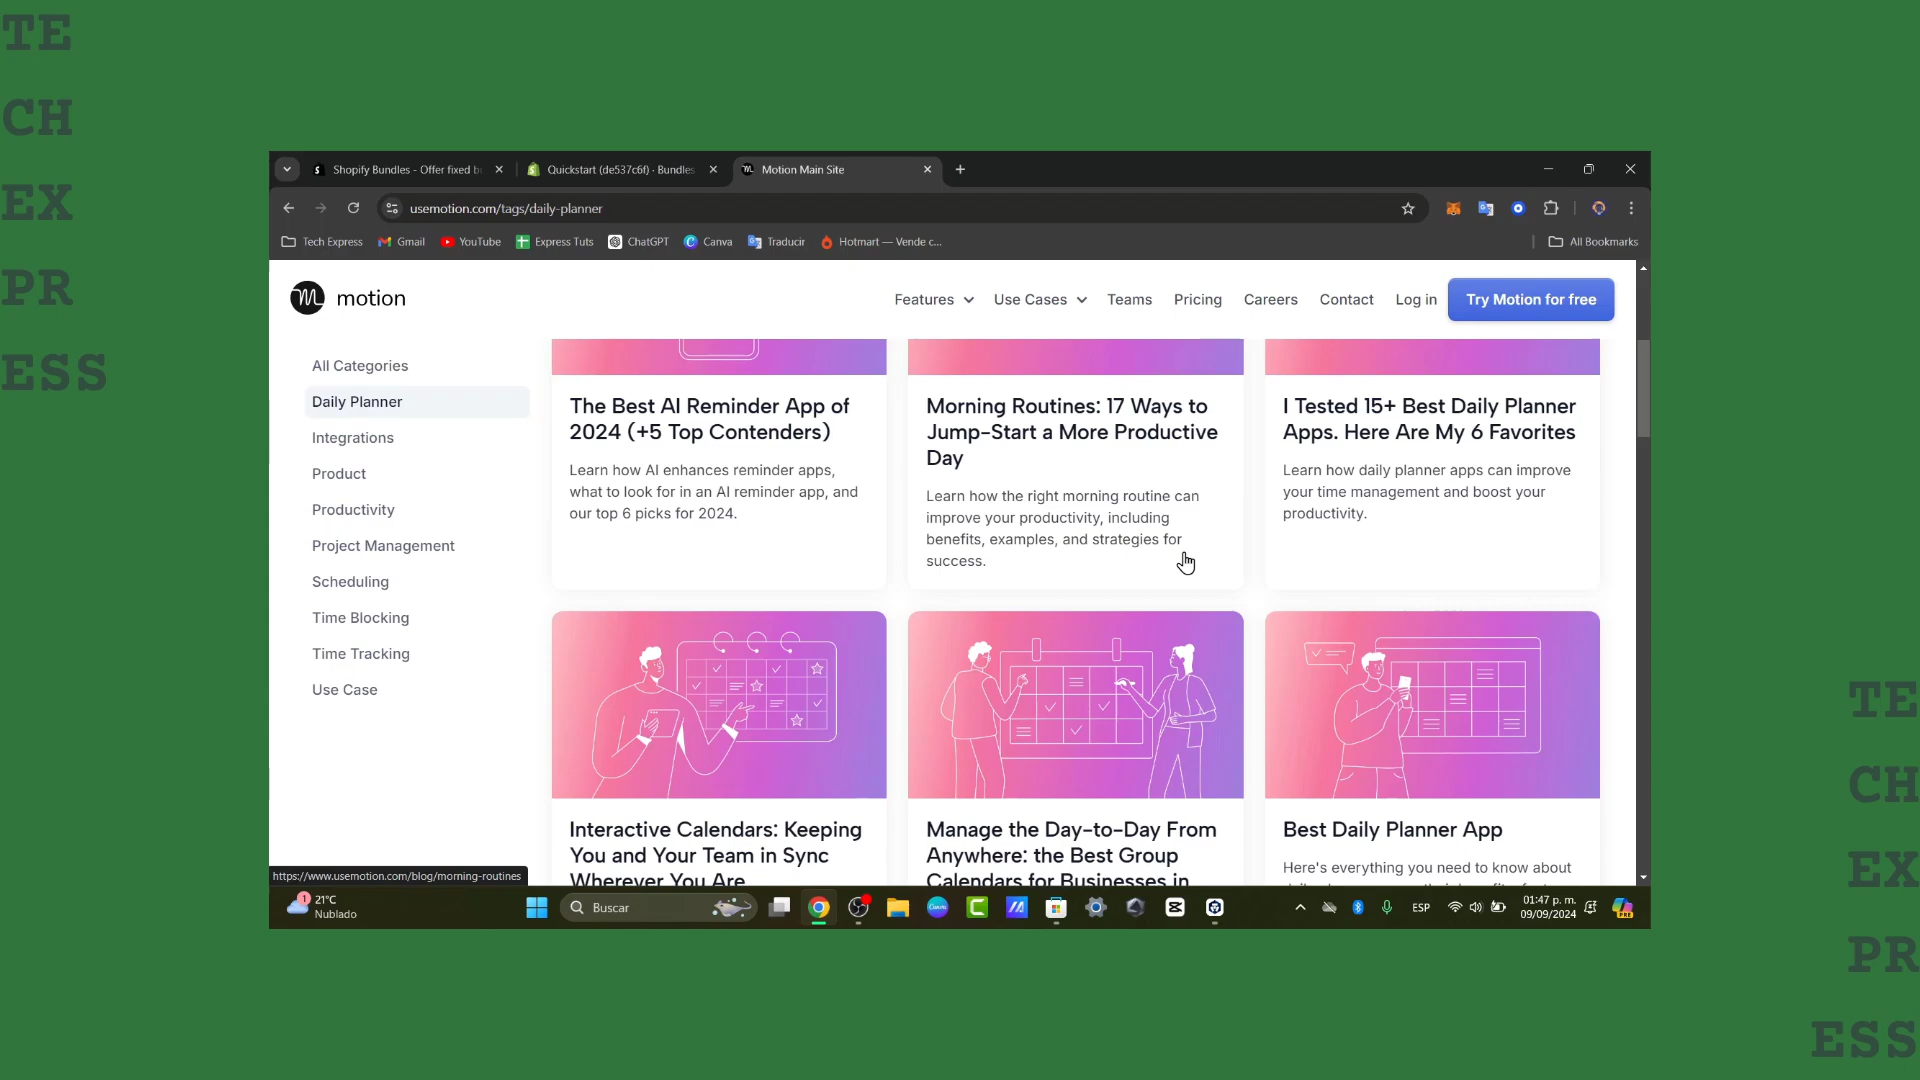 TE
CH
EX
PR
ESS
Shopify Bundles - Offer fixed bu
Quickstart (de537c6f) · Bundles
Motion Main Site
usemotion.com/tags/daily-planner
Tech Express
Gmail
YouTube
Express Tuts
ChatGPT
Canva
Traducir
Hotmart — Vende c...
All Bookmarks
motion
Features
Use Cases
Teams
Pricing
Careers
Contact
Log in
Try Motion for free
All Categories
Daily Planner
Integrations
Product
Productivity
Project Management
Scheduling
Time Blocking
Time Tracking
Use Case
The Best AI Reminder App of
2024 (+5 Top Contenders)
Learn how AI enhances reminder apps,
what to look for in an AI reminder app, and
our top 6 picks for 2024.
Morning Routines: 17 Ways to
Jump-Start a More Productive
Day
Learn how the right morning routine can
improve your productivity, including
benefits, examples, and strategies for
success.
I Tested 15+ Best Daily Planner
Apps. Here Are My 6 Favorites
Learn how daily planner apps can improve
your time management and boost your
productivity.
Interactive Calendars: Keeping
You and Your Team in Sync
Wherever You Are
Manage the Day-to-Day From
Anywhere: the Best Group
Calendars for Businesses in
Best Daily Planner App
Here's everything you need to know about
https://www.usemotion.com/blog/morning-routines
1
21°C
Nublado
Buscar
ESP
01:47 p. m.
09/09/2024
PRE
TE
CH
EX
PR
ESS